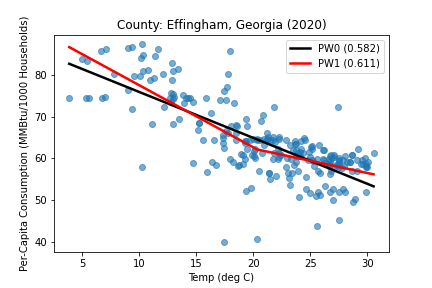 County: Effingham, Georgia (2020)
PW0 (0.582)
PW1 (0.611)
Per-Capita Consumption (MMBtu/1000 Households)
80
70
60
50
40
5 10 15 20 25 30
Temp (deg C)